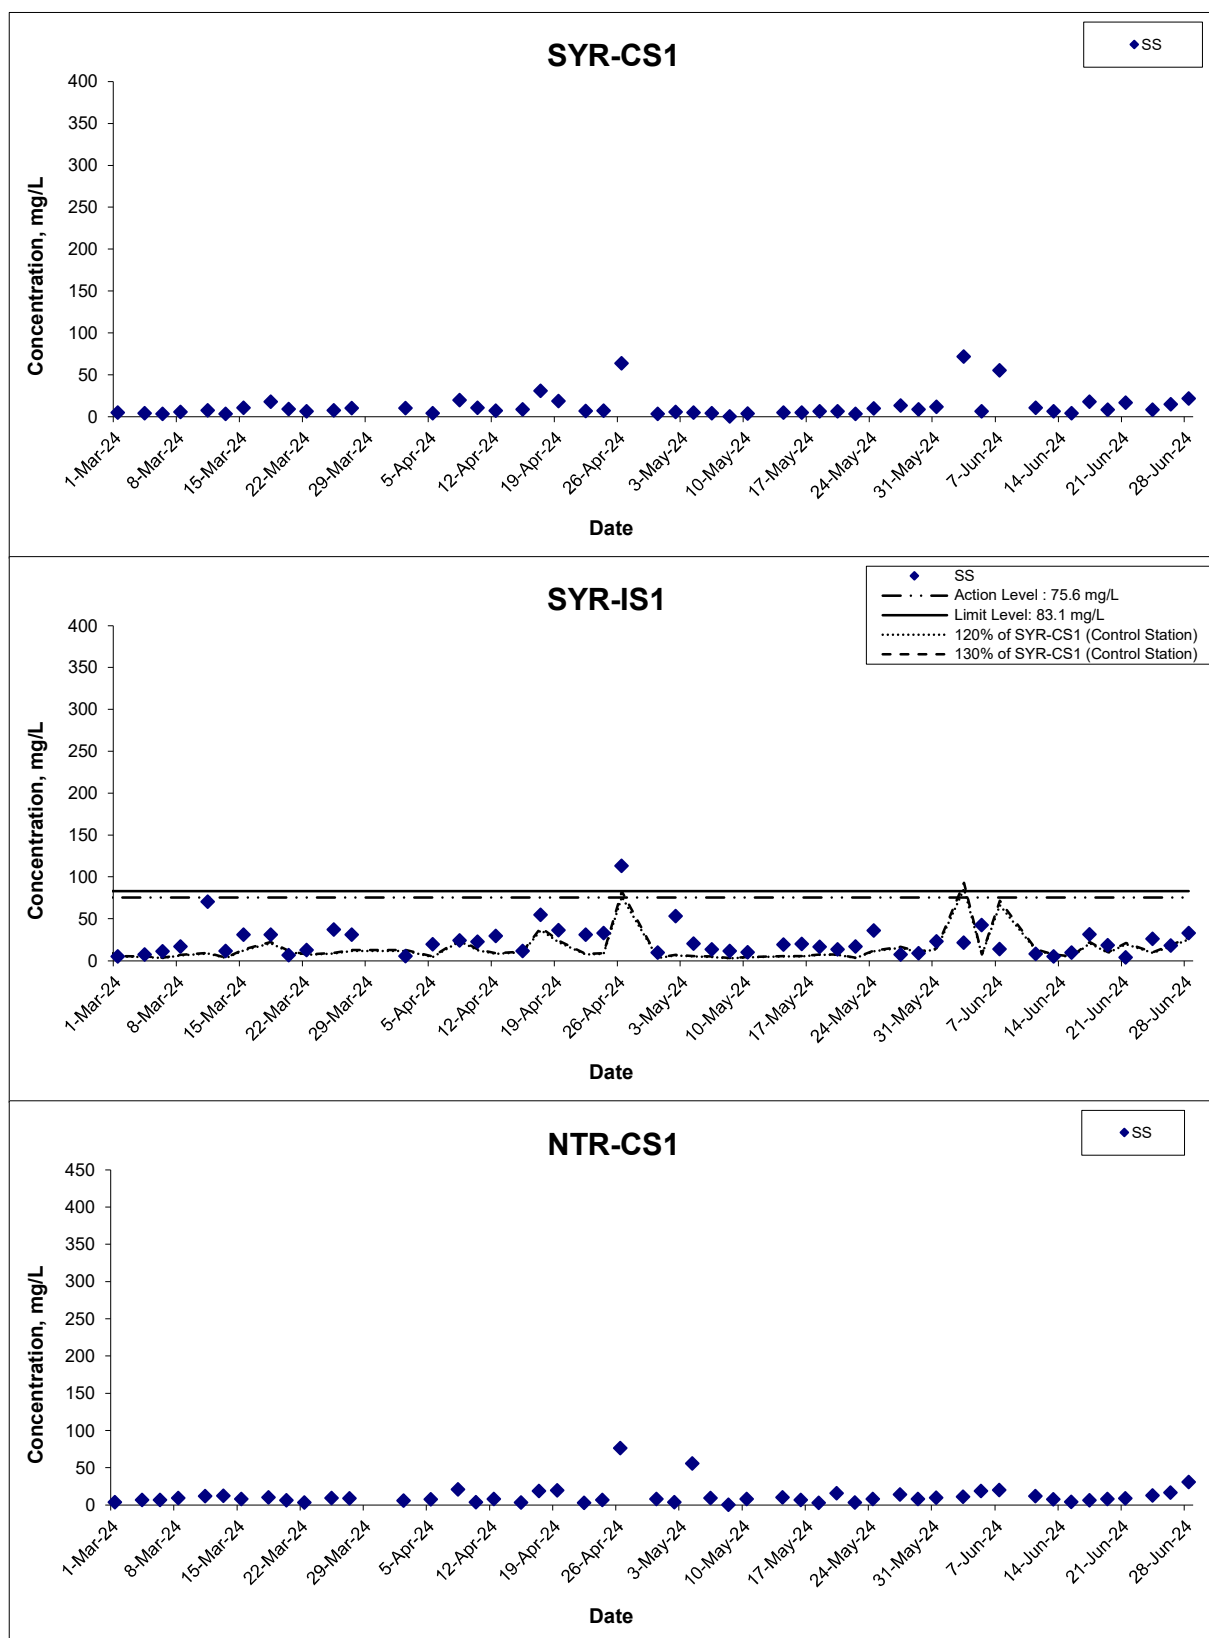 SYR-CS1
SS
400
350
300
250
200
150
100
50
0
Concentration, mg/L
1-Mar-24
8-Mar-24
15-Mar-24
22-Mar-24
29-Mar-24
5-Apr-24
12-Apr-24
19-Apr-24
26-Apr-24
3-May-24
10-May-24
17-May-24
24-May-24
31-May-24
7-Jun-24
14-Jun-24
21-Jun-24
28-Jun-24
Date
SYR-IS1
SS
Action Level : 75.6 mg/L
Limit Level: 83.1 mg/L
120% of SYR-CS1 (Control Station)
130% of SYR-CS1 (Control Station)
400
350
300
250
200
150
100
50
0
Concentration, mg/L
1-Mar-24
8-Mar-24
15-Mar-24
22-Mar-24
29-Mar-24
5-Apr-24
12-Apr-24
19-Apr-24
26-Apr-24
3-May-24
10-May-24
17-May-24
24-May-24
31-May-24
7-Jun-24
14-Jun-24
21-Jun-24
28-Jun-24
Date
NTR-CS1
SS
450
400
350
300
250
200
150
100
50
0
Concentration, mg/L
1-Mar-24
8-Mar-24
15-Mar-24
22-Mar-24
29-Mar-24
5-Apr-24
12-Apr-24
19-Apr-24
26-Apr-24
3-May-24
10-May-24
17-May-24
24-May-24
31-May-24
7-Jun-24
14-Jun-24
21-Jun-24
28-Jun-24
Date